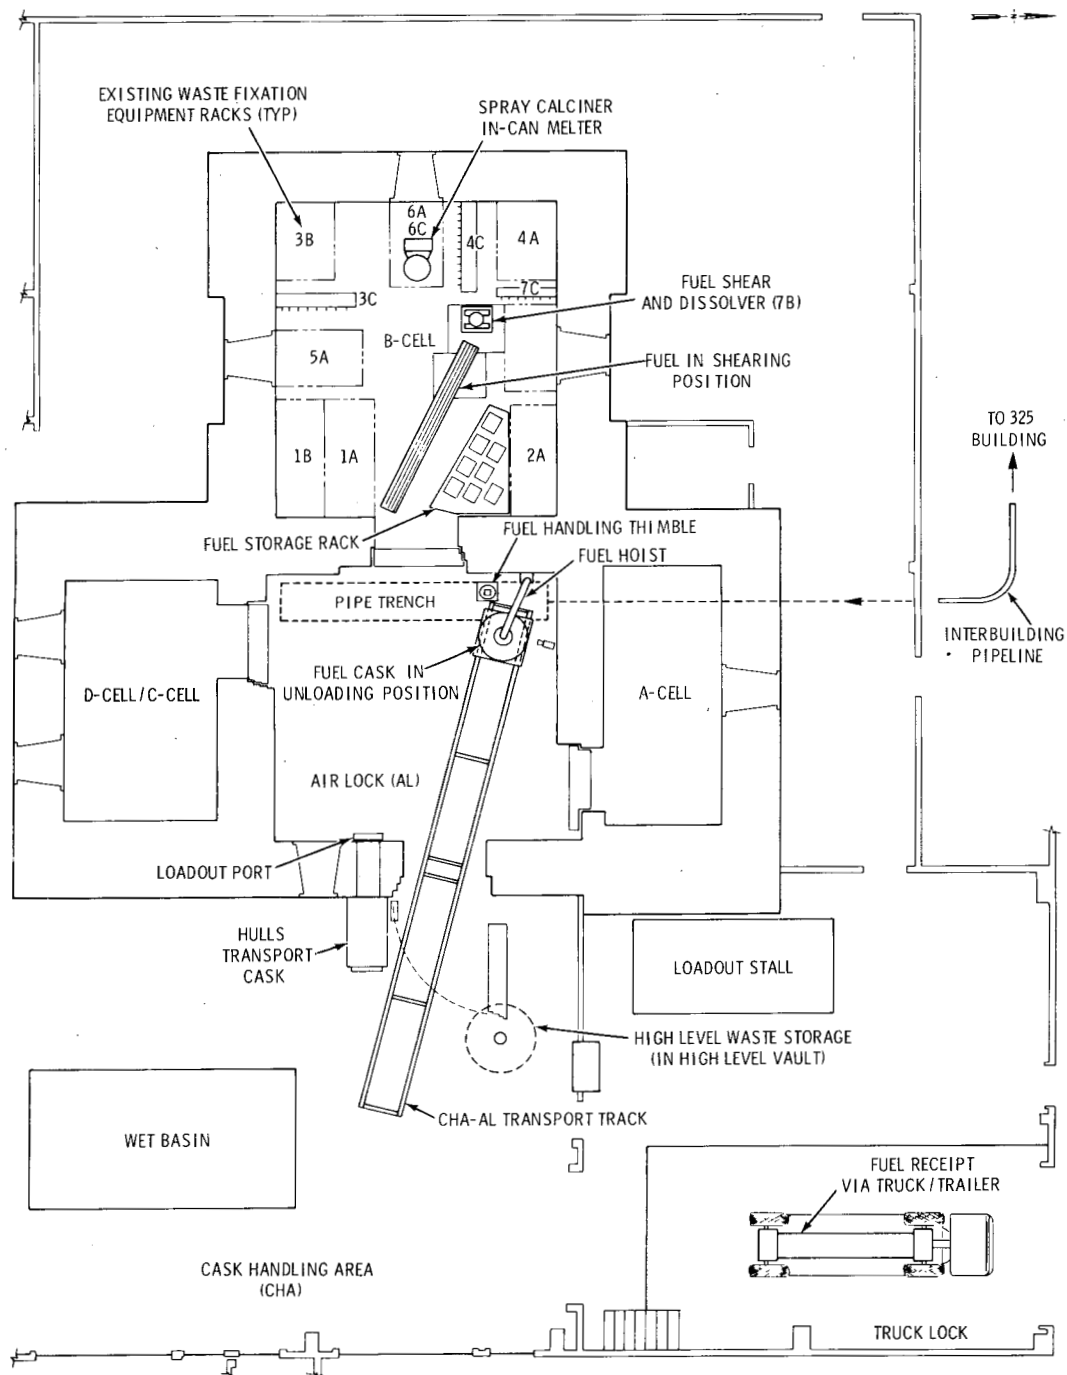 EXISTING WASTE FIXATION
EQUIPMENT RACKS (TYP)
SPRAY CALCINER
IN-CAN MELTER
3B
6A
6C
4C
4A
7C
3C
FUEL SHEAR
AND DISSOLVER (7B)
B-CELL
5A
FUEL IN SHEARING
POSITION
TO 325
BUILDING
1B
1A
2A
FUEL STORAGE RACK
FUEL HANDLING THIMBLE
FUEL HOIST
PIPE TRENCH
INTERBUILDING
PIPELINE
FUEL CASK IN
UNLOADING POSITION
D-CELL/C-CELL
A-CELL
AIR LOCK (AL)
LOADOUT PORT
HULLS
TRANSPORT
CASK
LOADOUT STALL
HIGH LEVEL WASTE STORAGE
(IN HIGH LEVEL VAULT)
CHA-AL TRANSPORT TRACK
WET BASIN
FUEL RECEIPT
VIA TRUCK/TRAILER
CASK HANDLING AREA
(CHA)
TRUCK LOCK